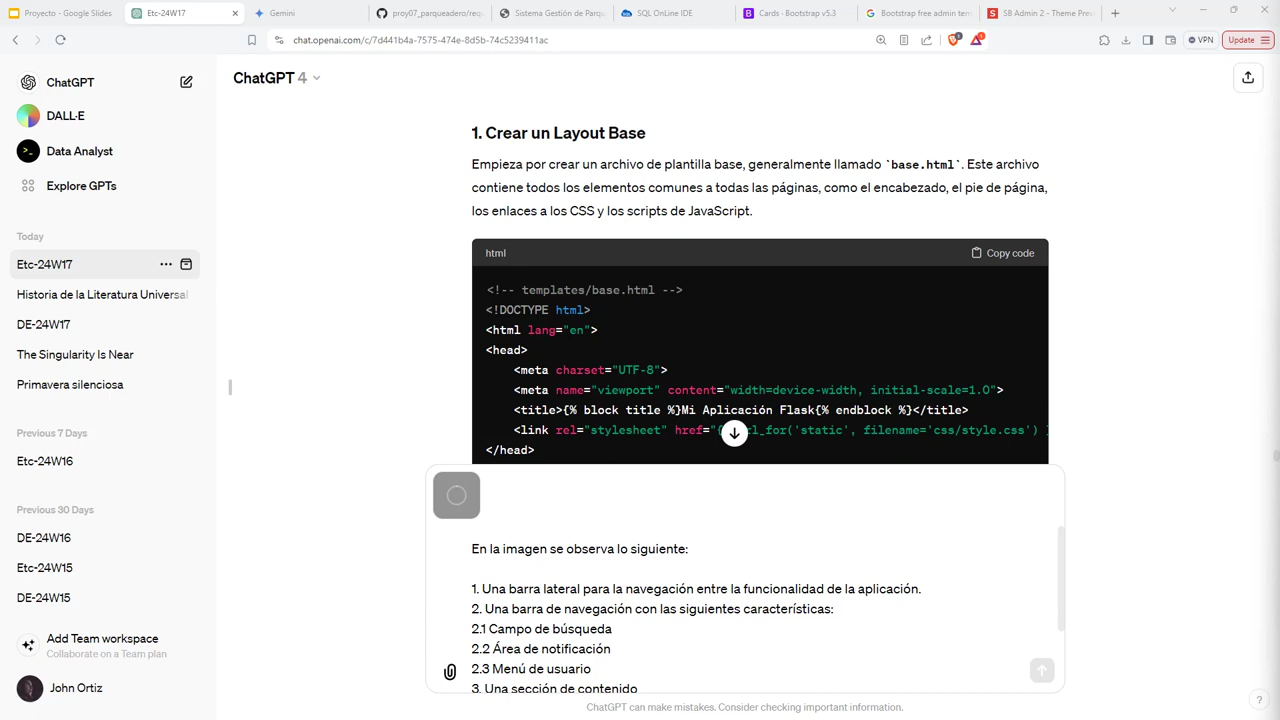 Proyecto - Google Slides
Etc-24W17
Gemini
proy07_parqueadero/req
Sistema Gestión de Parqu
SQL OnLine IDE
Cards · Bootstrap v5.3
Bootstrap free admin tem
SB Admin 2 - Theme Prev
chat.openai.com/c/7d441b4a-7575-474e-8d5b-74c5239411ac
VPN
Update
ChatGPT
DALL·E
Data Analyst
Explore GPTs
Today
Etc-24W17
Historia de la Literatura Universal
DE-24W17
The Singularity Is Near
Primavera silenciosa
Previous 7 Days
Etc-24W16
Previous 30 Days
DE-24W16
Etc-24W15
DE-24W15
Add Team workspace
Collaborate on a Team plan
John Ortiz
ChatGPT 4
1. Crear un Layout Base
Empieza por crear un archivo de plantilla base, generalmente llamado `base.html`. Este archivo
contiene todos los elementos comunes a todas las páginas, como el encabezado, el pie de página,
los enlaces a los CSS y los scripts de JavaScript.
html
Copy code
<!-- templates/base.html -->
<!DOCTYPE html>
<html lang="en">
<head>
<meta charset="UTF-8">
<meta name="viewport" content="width=device-width, initial-scale=1.0">
<title>{% block title %}Mi Aplicación Flask{% endblock %}</title>
<link rel="stylesheet" href="{ rl_for('static', filename='css/style.css') }
</head>
En la imagen se observa lo siguiente:
1. Una barra lateral para la navegación entre la funcionalidad de la aplicación.
2. Una barra de navegación con las siguientes características:
2.1 Campo de búsqueda
2.2 Área de notificación
2.3 Menú de usuario
3. Una sección de contenido
ChatGPT can make mistakes. Consider checking important information.
?